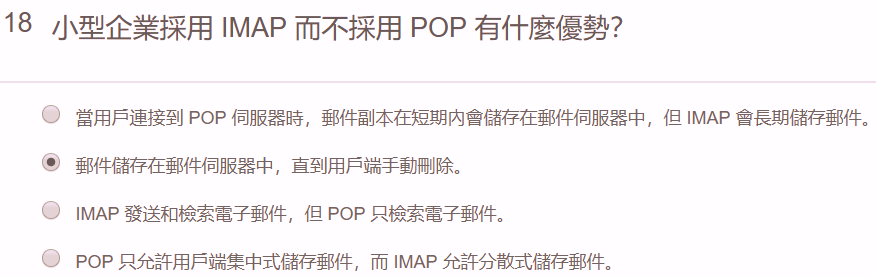 18 小型企業採用 IMAP 而不採用 POP 有什麼優勢？
當用戶連接到 POP 伺服器時，郵件副本在短期內會儲存在郵件伺服器中，但 IMAP 會長期儲存郵件。
郵件儲存在郵件伺服器中，直到用戶端手動刪除。
IMAP 發送和檢索電子郵件，但 POP 只檢索電子郵件。
POP 只允許用戶端集中式儲存郵件，而 IMAP 允許分散式儲存郵件。